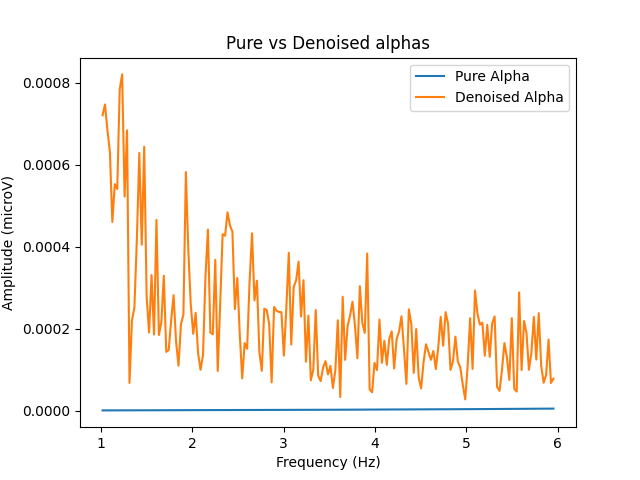 Pure vs Denoised alphas
Pure Alpha
Denoised Alpha
Amplitude (microV)
0.0008
0.0006
0.0004
0.0002
0.0000
1 2 3 4 5 6
Frequency (Hz)